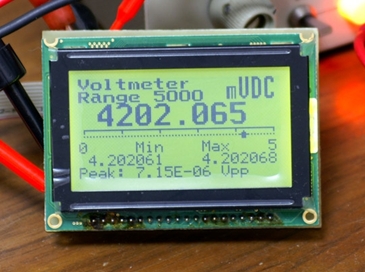 Voltmeter
Range 5000 mVDC
4202.065
0 Min Max 5
4.202061 4.202068
Peak: 7.15E-06 Vpp